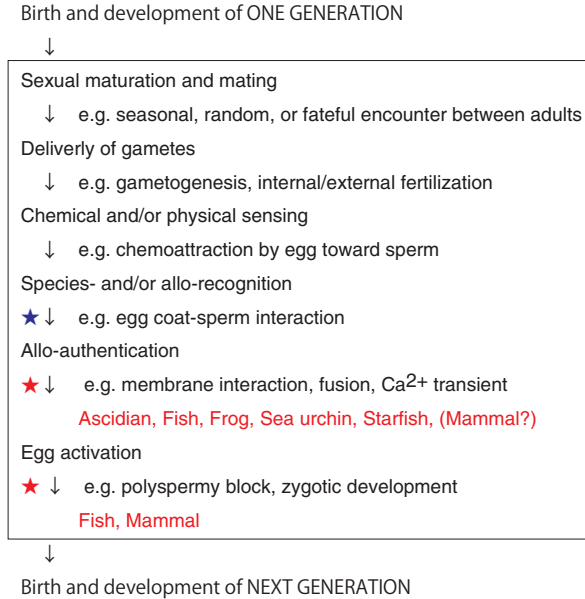 Birth and development of ONE GENERATION
↓
Sexual maturation and mating
↓ e.g. seasonal, random, or fateful encounter between adults
Deliverly of gametes
↓ e.g. gametogenesis, internal/external fertilization
Chemical and/or physical sensing
↓ e.g. chemoattraction by egg toward sperm
Species- and/or allo-recognition
★↓ e.g. egg coat-sperm interaction
Allo-authentication
★↓ e.g. membrane interaction, fusion, Ca2+ transient
Ascidian, Fish, Frog, Sea urchin, Starfish, (Mammal?)
Egg activation
★ ↓ e.g. polyspermy block, zygotic development
Fish, Mammal
↓
Birth and development of NEXT GENERATION